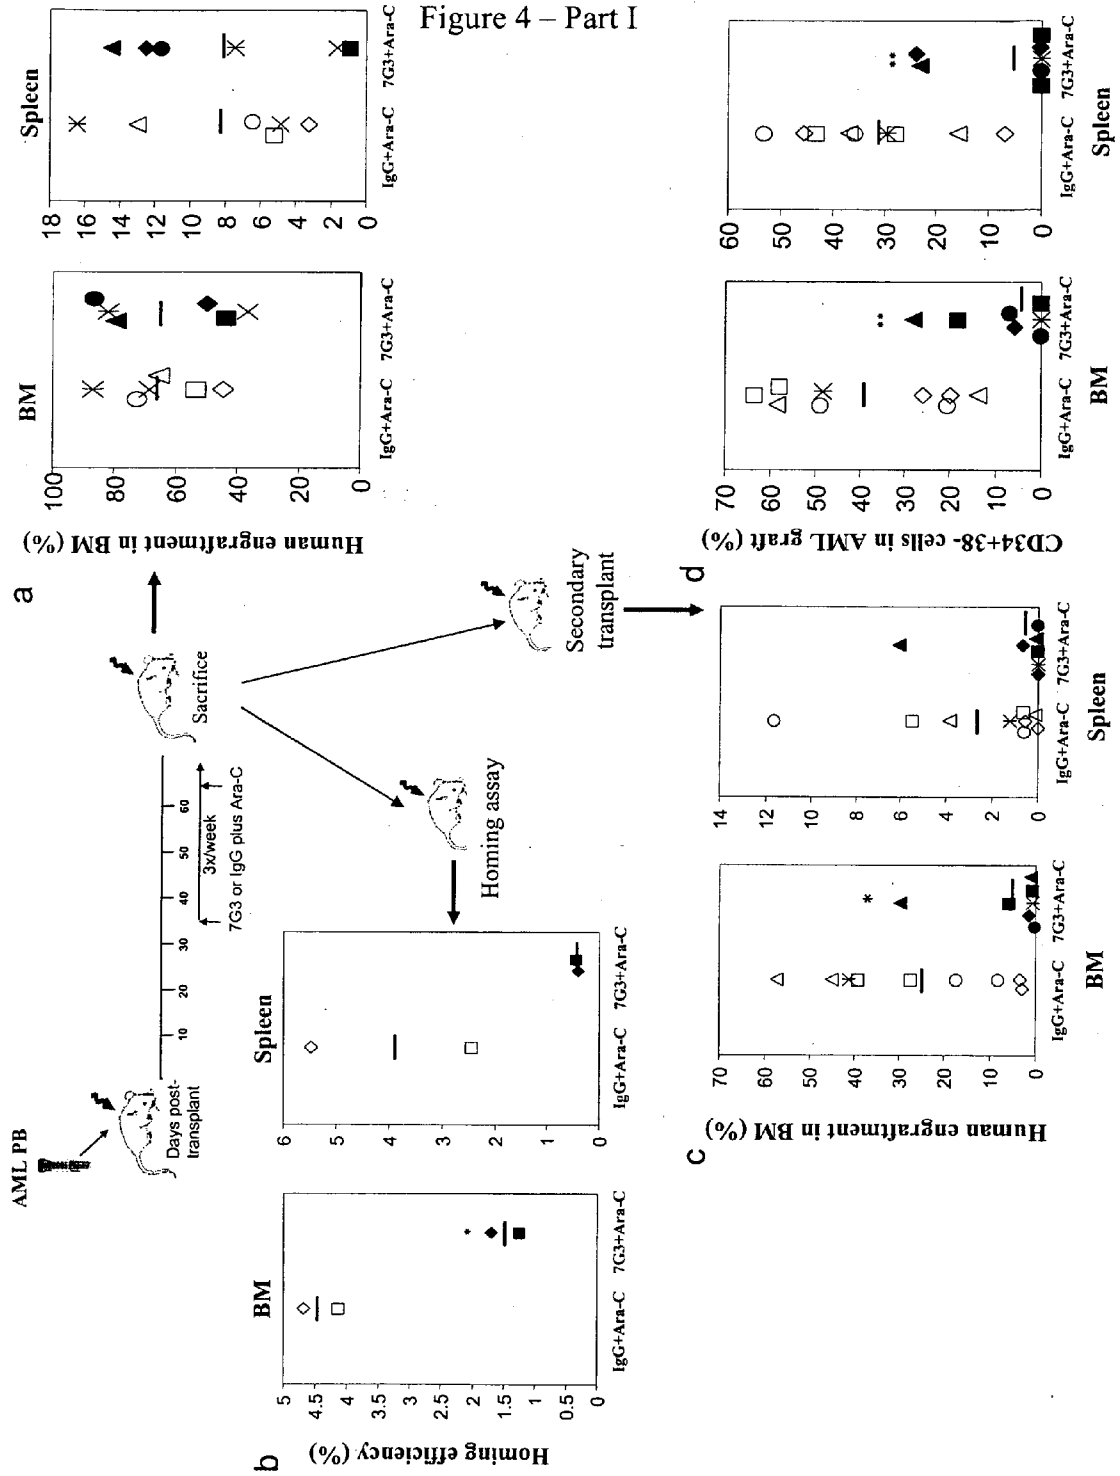 Figure 4 – Part I
AML PB
Days post-
transplant
10
20
30
40
50
60
3x/week
7G3 or IgG plus Ara-C
Sacrifice
Homing assay
Secondary
transplant
a
BM
Human engraftment in BM (%)
100
80
60
40
20
0
IgG+Ara-C 7G3+Ara-C
Spleen
18
16
14
12
10
8
6
4
2
0
IgG+Ara-C 7G3+Ara-C
b
BM
Homing efficiency (%)
5
4.5
4
3.5
3
2.5
2
1.5
1
0.5
0
*
IgG+Ara-C 7G3+Ara-C
Spleen
6
5
4
3
2
1
0
IgG+Ara-C 7G3+Ara-C
c
Human engraftment in BM (%)
70
60
50
40
30
20
10
0
*
IgG+Ara-C 7G3+Ara-C
BM
14
12
10
8
6
4
2
0
IgG+Ara-C 7G3+Ara-C
Spleen
d
CD34+38- cells in AML graft (%)
70
60
50
40
30
20
10
0
**
IgG+Ara-C 7G3+Ara-C
BM
60
50
40
30
20
10
0
**
IgG+Ara-C 7G3+Ara-C
Spleen